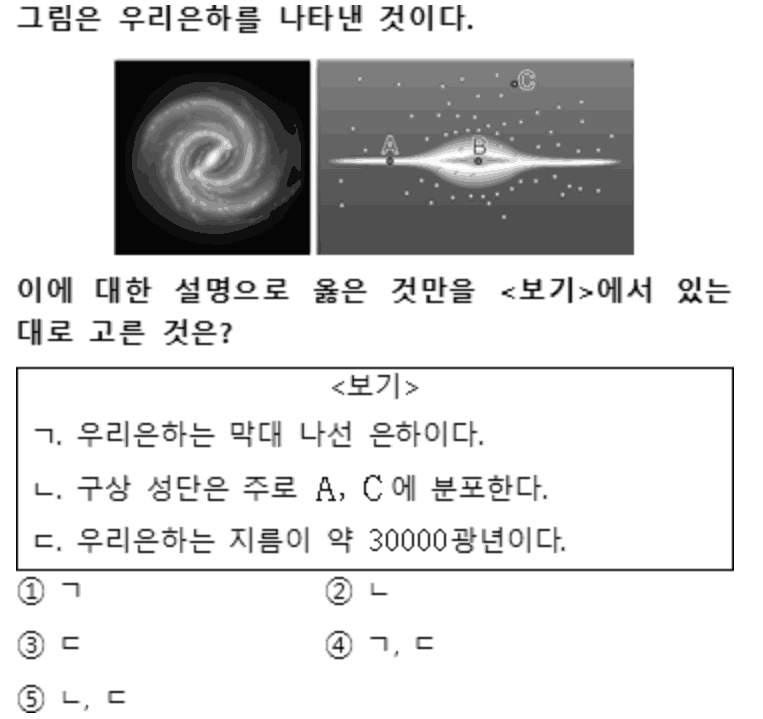 그림은 우리은하를 나타낸 것이다.
A B C
이에 대한 설명으로 옳은 것만을 <보기>에서 있는
대로 고른 것은?
<보기>
ㄱ. 우리은하는 막대 나선 은하이다.
ㄴ. 구상 성단은 주로 A, C에 분포한다.
ㄷ. 우리은하는 지름이 약 30000광년이다.
① ㄱ ② ㄴ
③ ㄷ ④ ㄱ, ㄷ
⑤ ㄴ, ㄷ